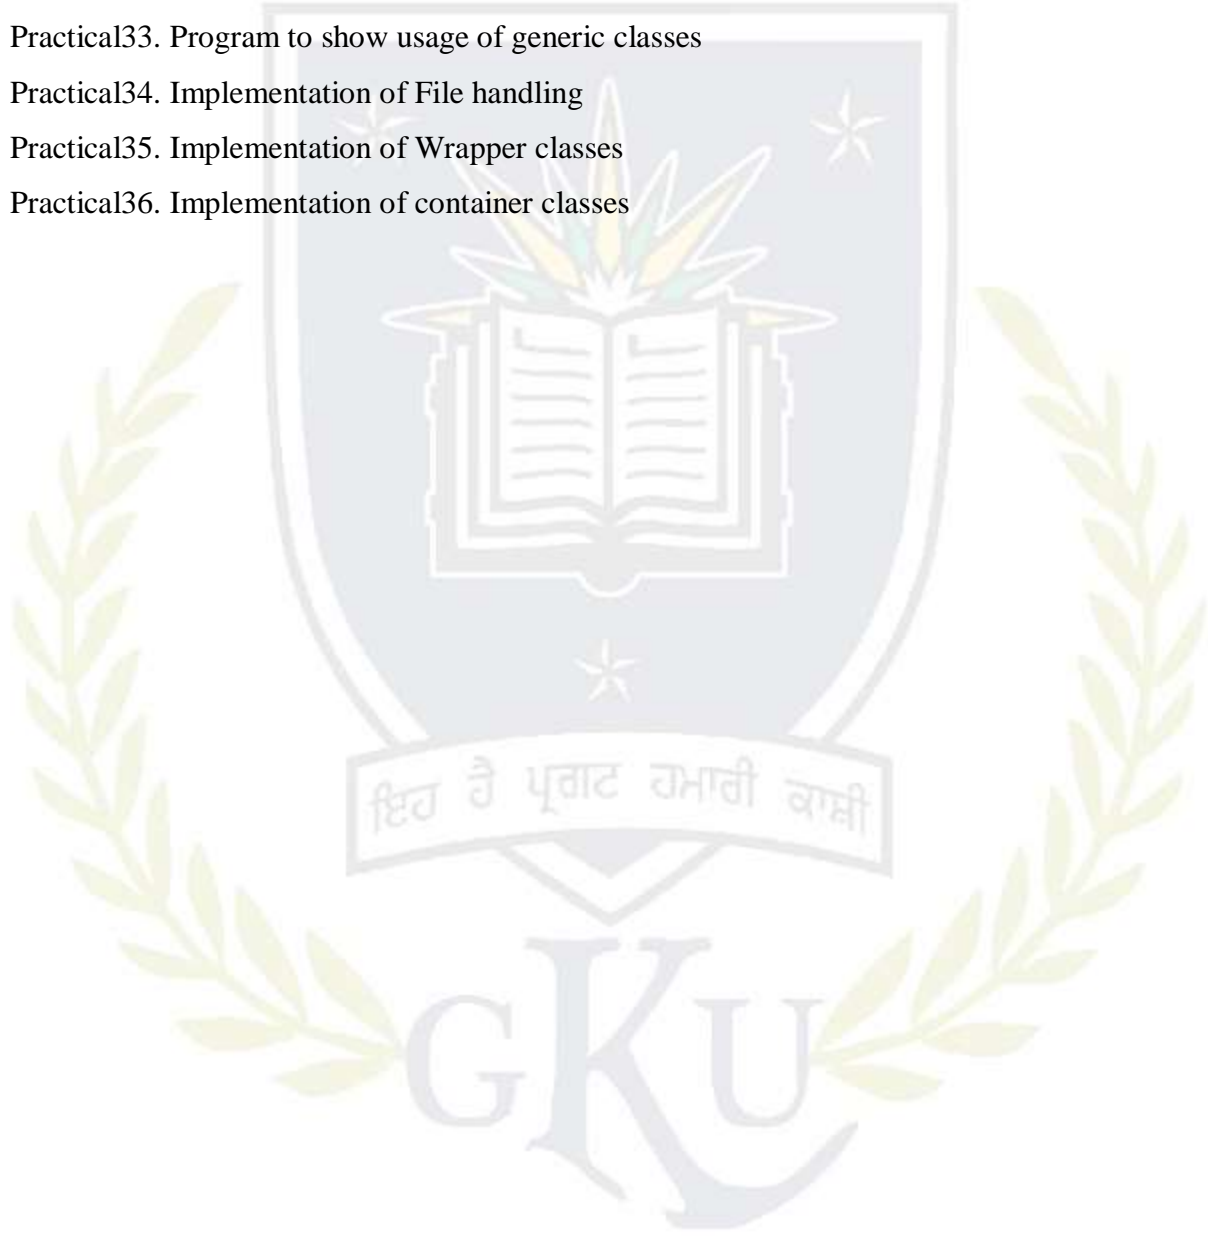 Practical33. Program to show usage of generic classes
Practical34. Implementation of File handling
Practical35. Implementation of Wrapper classes
Practical36. Implementation of container classes
ਇਹ ਹੈ ਪ੍ਰਗਟ ਹਮਾਰੀ ਕਾਸ਼ੀ
GKU